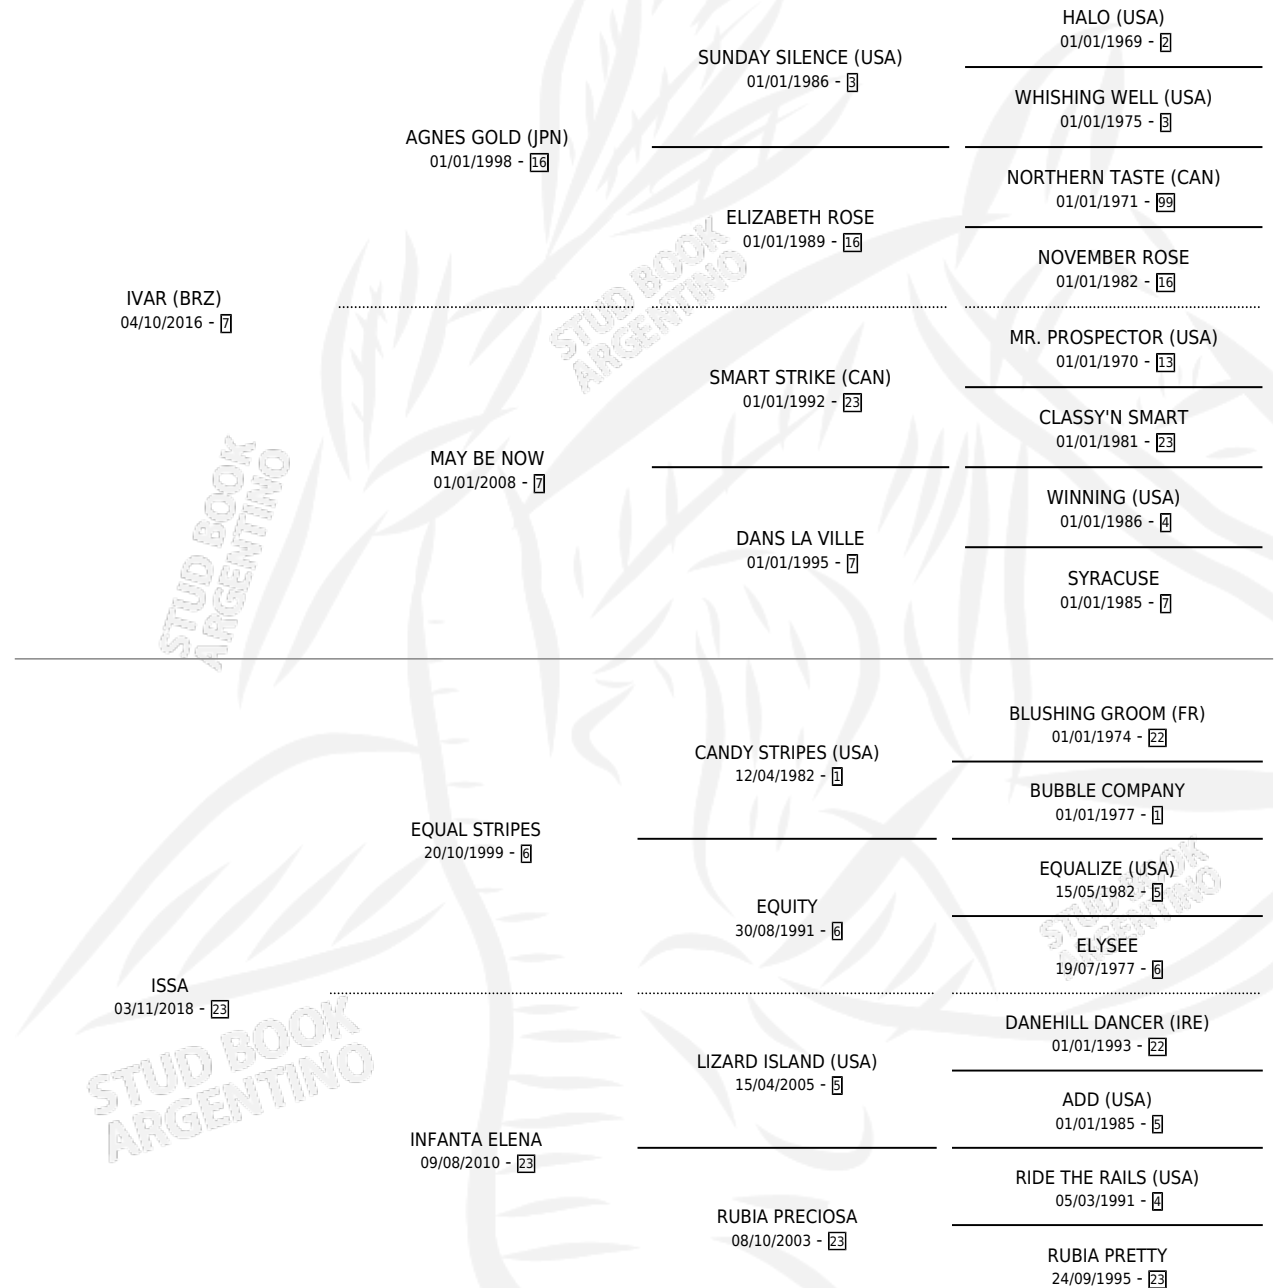 HALO (USA)
01/01/1969 - 2
SUNDAY SILENCE (USA)
01/01/1986 - 3
WHISHING WELL (USA)
01/01/1975 - 3
AGNES GOLD (JPN)
01/01/1998 - 16
NORTHERN TASTE (CAN)
01/01/1971 - 99
ELIZABETH ROSE
01/01/1989 - 16
NOVEMBER ROSE
01/01/1982 - 16
IVAR (BRZ)
04/10/2016 - 7
MR. PROSPECTOR (USA)
01/01/1970 - 13
SMART STRIKE (CAN)
01/01/1992 - 23
CLASSY'N SMART
01/01/1981 - 23
MAY BE NOW
01/01/2008 - 7
WINNING (USA)
01/01/1986 - 4
DANS LA VILLE
01/01/1995 - 7
SYRACUSE
01/01/1985 - 7
BLUSHING GROOM (FR)
01/01/1974 - 22
CANDY STRIPES (USA)
12/04/1982 - 1
BUBBLE COMPANY
01/01/1977 - 1
EQUAL STRIPES
20/10/1999 - 6
EQUALIZE (USA)
15/05/1982 - 5
EQUITY
30/08/1991 - 6
ELYSEE
19/07/1977 - 6
ISSA
03/11/2018 - 23
DANEHILL DANCER (IRE)
01/01/1993 - 22
LIZARD ISLAND (USA)
15/04/2005 - 5
ADD (USA)
01/01/1985 - 5
INFANTA ELENA
09/08/2010 - 23
RIDE THE RAILS (USA)
05/03/1991 - 4
RUBIA PRECIOSA
08/10/2003 - 23
RUBIA PRETTY
24/09/1995 - 23
STUD BOOK
ARGENTINO
STUD BOOK
ARGENTINO
STUD BOOK
ARGENTINO
STUD BOOK
ARGENTINO